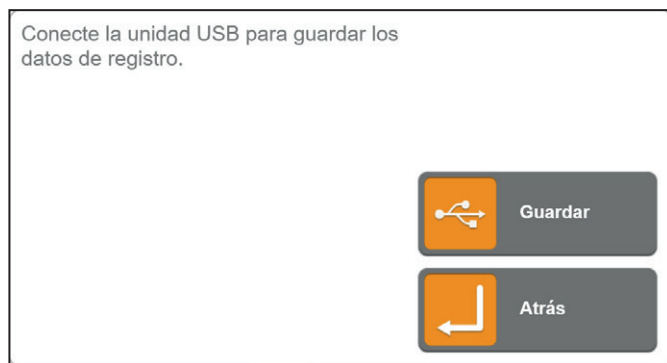 Conecte la unidad USB para guardar los
datos de registro.
Guardar
Atrás